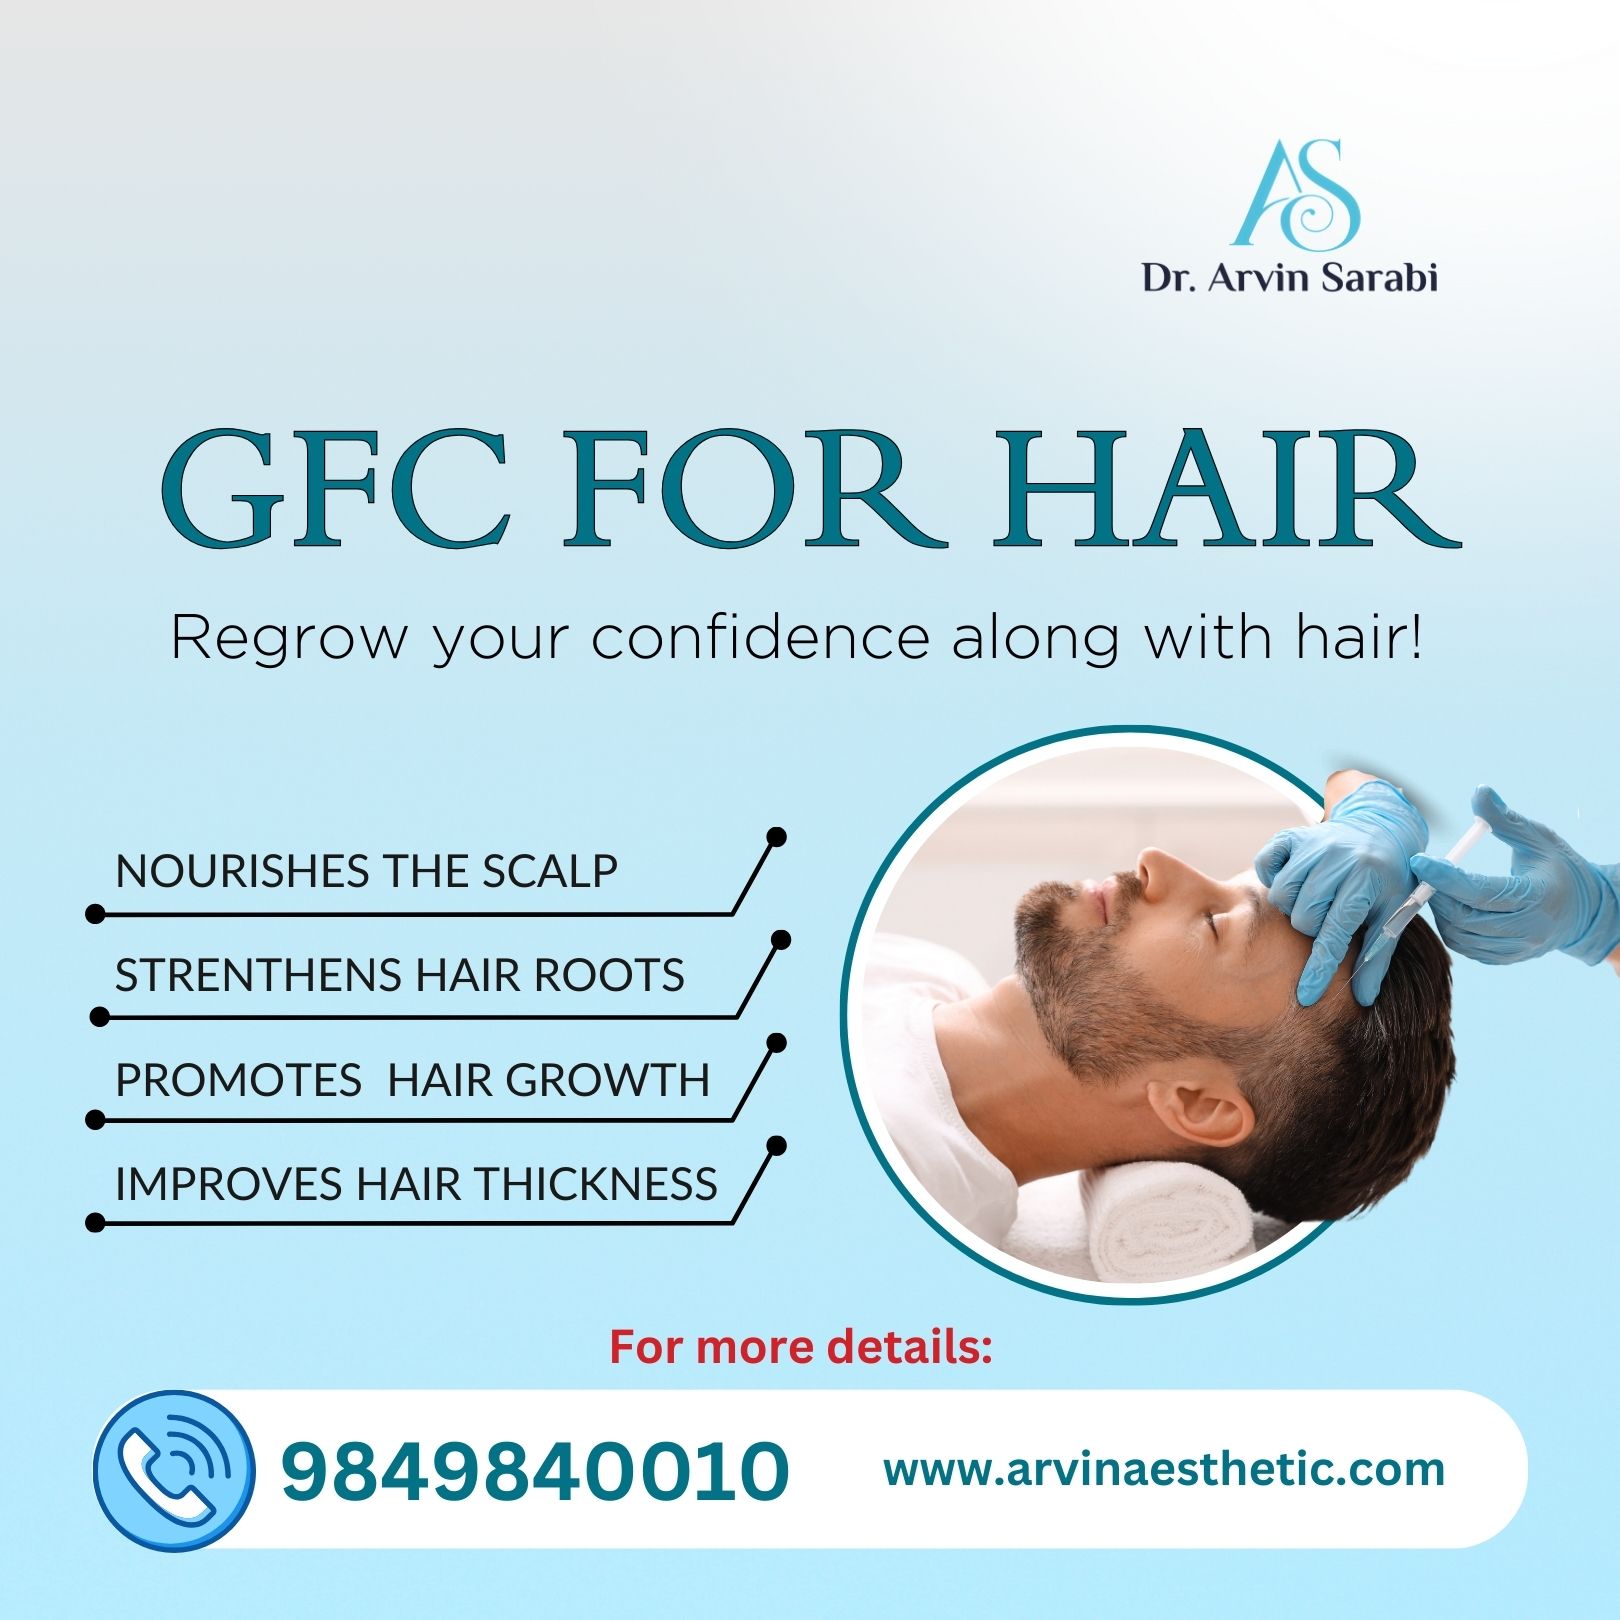 AS
Dr. Arvin Sarabi
GFC FOR HAIR
Regrow your confidence along with hair!
NOURISHES THE SCALP
STRENTHENS HAIR ROOTS
PROMOTES  HAIR GROWTH
IMPROVES HAIR THICKNESS
For more details:
9849840010
www.arvinaesthetic.com